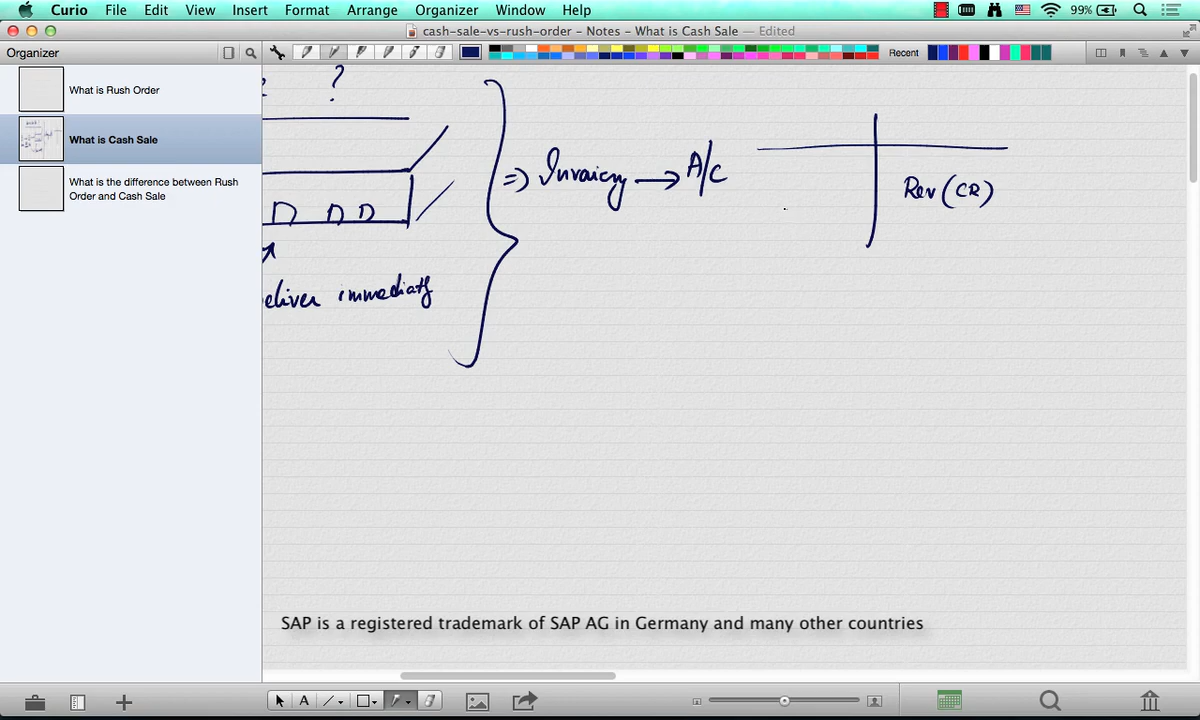 Curio File Edit View Insert Format Arrange Organizer Window Help 99%
cash-sale-vs-rush-order - Notes - What is Cash Sale — Edited
Organizer
Recent
What is Rush Order
What is Cash Sale
What is the difference between Rush
Order and Cash Sale
?
=> Invoicing → A/C
Rev (CR)
eliver immediatly
SAP is a registered trademark of SAP AG in Germany and many other countries
A